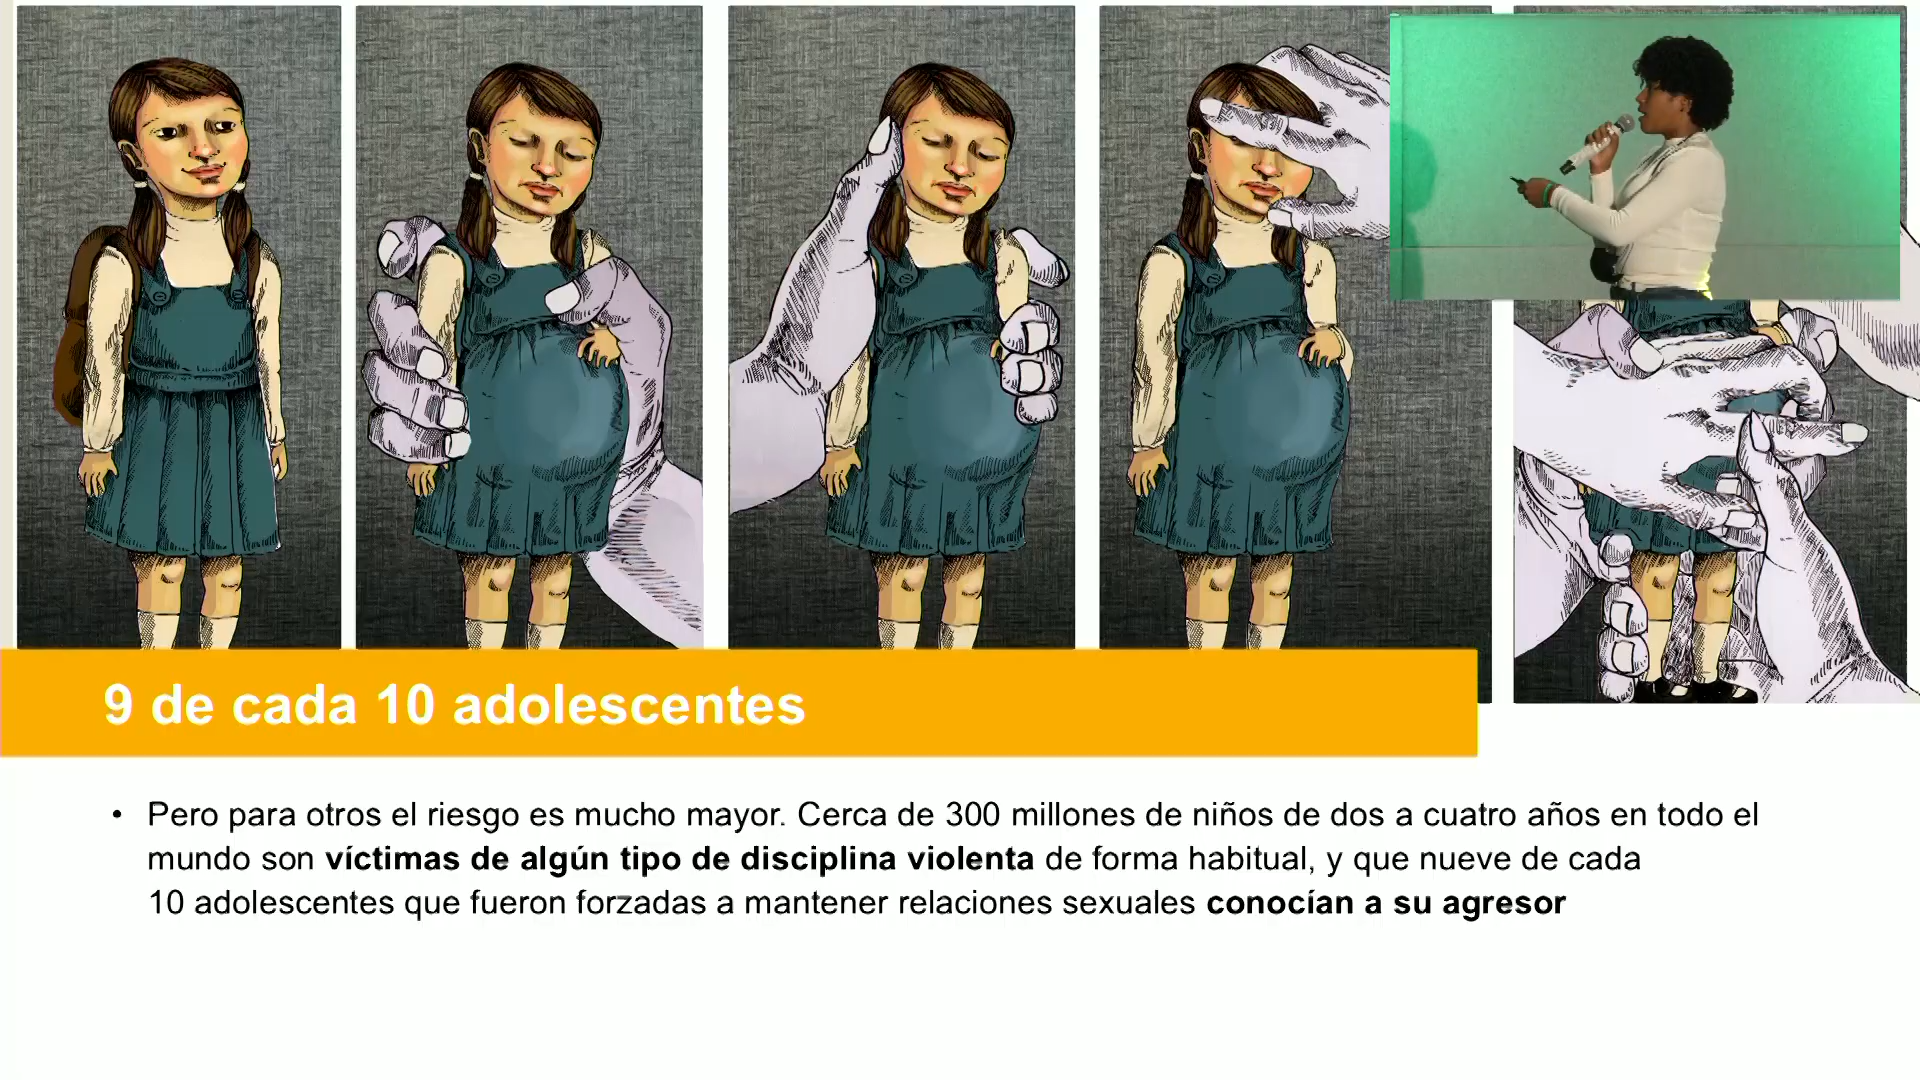 9 de cada 10 adolescentes
• Pero para otros el riesgo es mucho mayor. Cerca de 300 millones de niños de dos a cuatro años en todo el
mundo son víctimas de algún tipo de disciplina violenta de forma habitual, y que nueve de cada
10 adolescentes que fueron forzadas a mantener relaciones sexuales conocían a su agresor